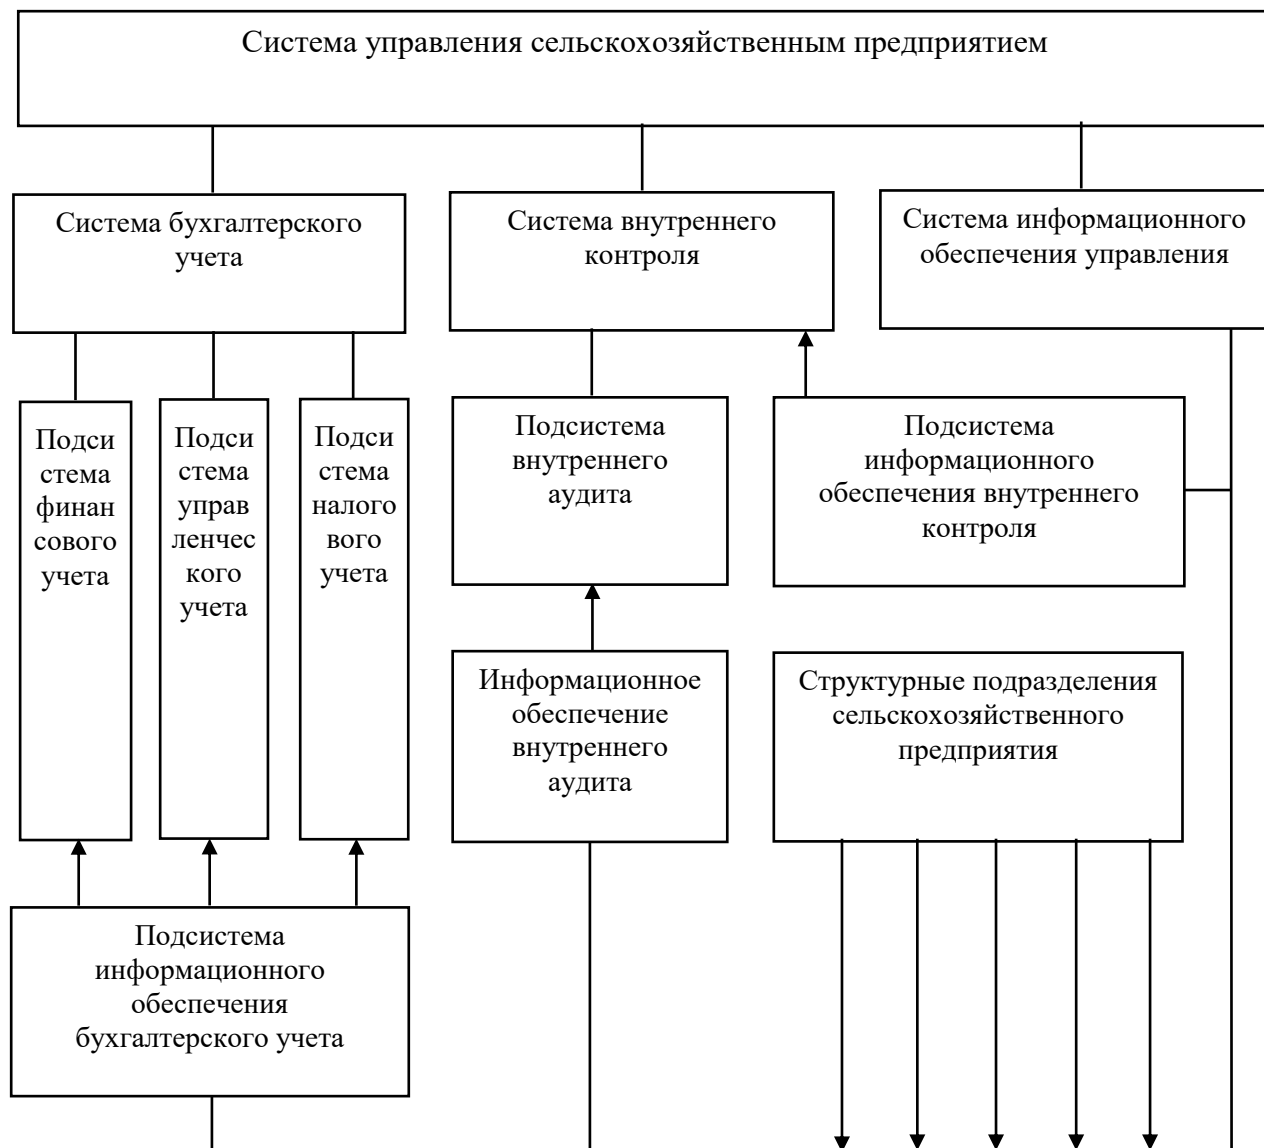 Система управления сельскохозяйственным предприятием
Система бухгалтерского
учета
Система внутреннего
контроля
Система информационного
обеспечения управления
Подси
стема
финан
сового
учета
Подси
стема
управ
ленчес
кого
учета
Подси
стема
налого
вого
учета
Подсистема
внутреннего
аудита
Подсистема
информационного
обеспечения внутреннего
контроля
Информационное
обеспечение
внутреннего
аудита
Структурные подразделения
сельскохозяйственного
предприятия
Подсистема
информационного
обеспечения
бухгалтерского учета